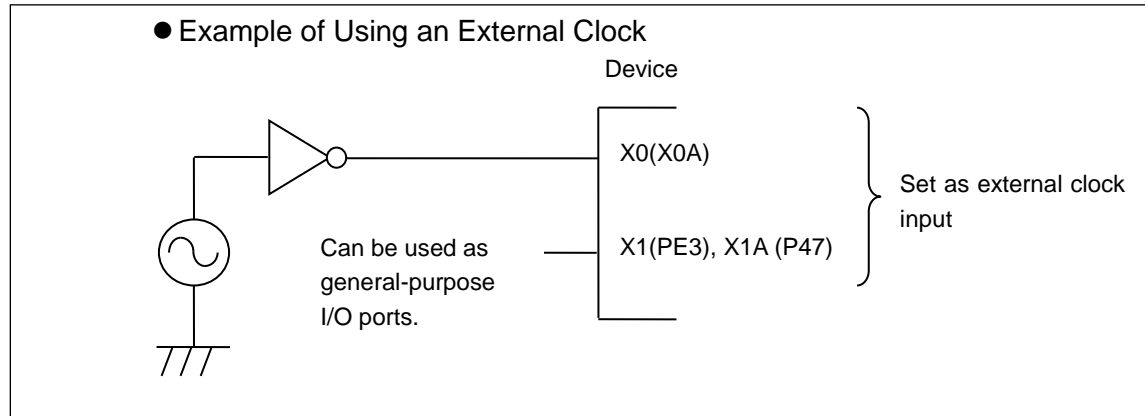 ● Example of Using an External Clock
Device
X0(X0A)
Set as external clock
input
Can be used as
general-purpose
I/O ports.
X1(PE3), X1A (P47)